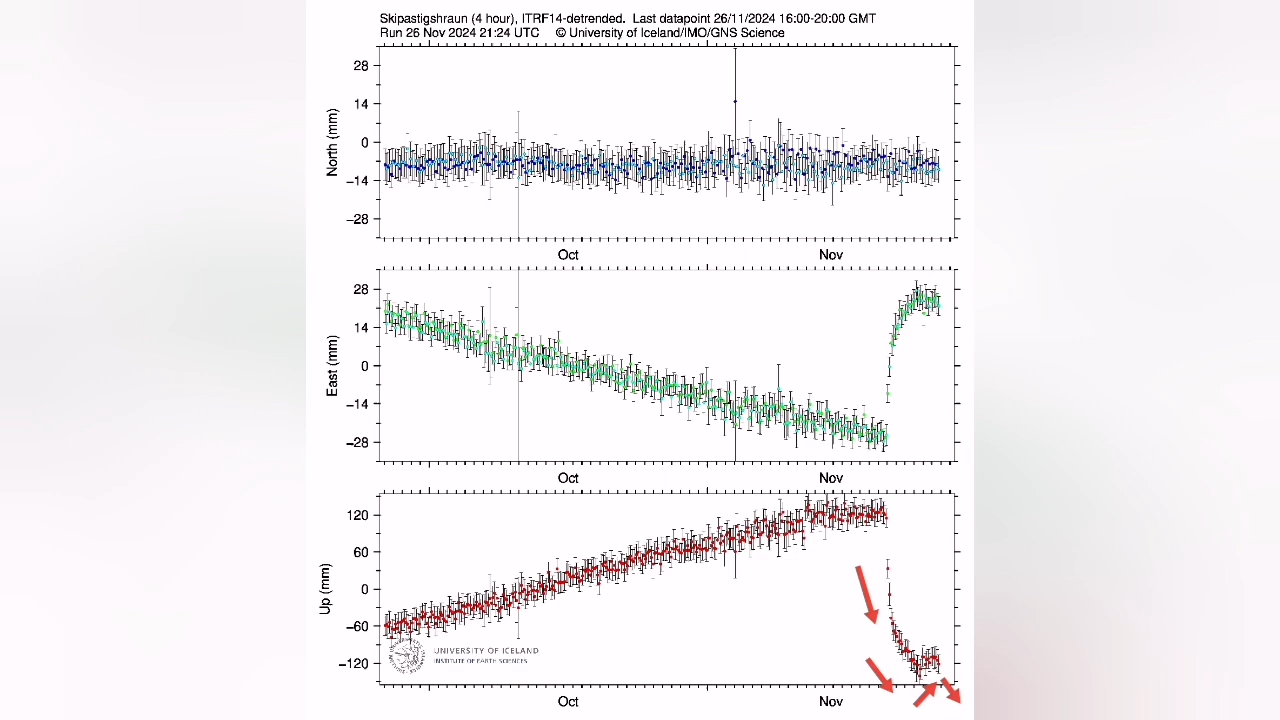 Skipastigshraun (4 hour), ITRF14-detrended. Last datapoint 26/11/2024 16:00-20:00 GMT
Run 26 Nov 2024 21:24 UTC © University of Iceland/IMO/GNS Science
North (mm)
28
14
0
−14
−28
Oct Nov
East (mm)
28
14
0
−14
−28
Oct Nov
Up (mm)
120
60
0
−60
−120
UNIVERSITY OF ICELAND
INSTITUTE OF EARTH SCIENCES
Oct Nov